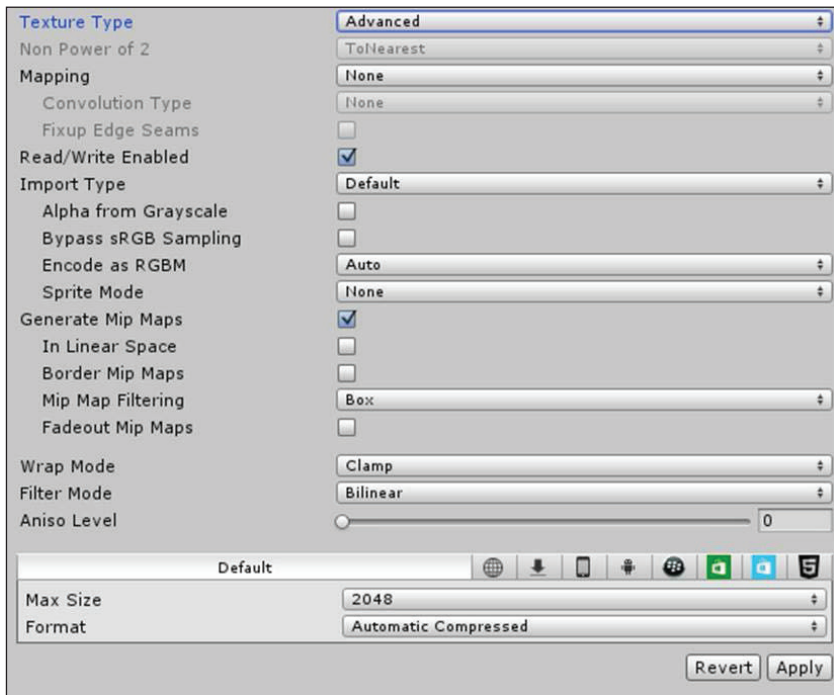 Texture Type Advanced
Non Power of 2 ToNearest
Mapping None
Convolution Type None
Fixup Edge Seams
Read/Write Enabled
Import Type Default
Alpha from Grayscale
Bypass sRGB Sampling
Encode as RGBM Auto
Sprite Mode None
Generate Mip Maps
In Linear Space
Border Mip Maps
Mip Map Filtering Box
Fadeout Mip Maps
Wrap Mode Clamp
Filter Mode Bilinear
Aniso Level 0
Default
Max Size 2048
Format Automatic Compressed
Revert Apply